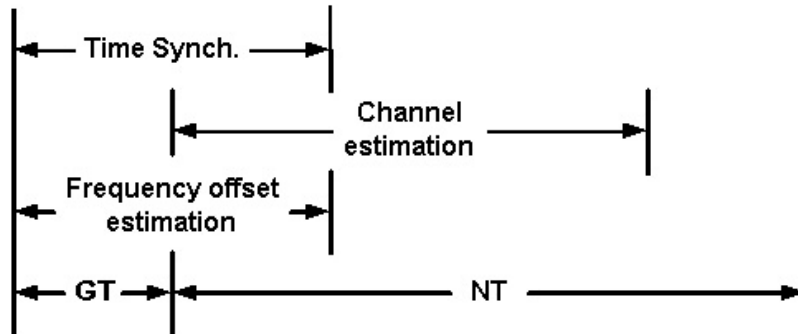 Time Synch.
Channel
estimation
Frequency offset
estimation
GT
NT